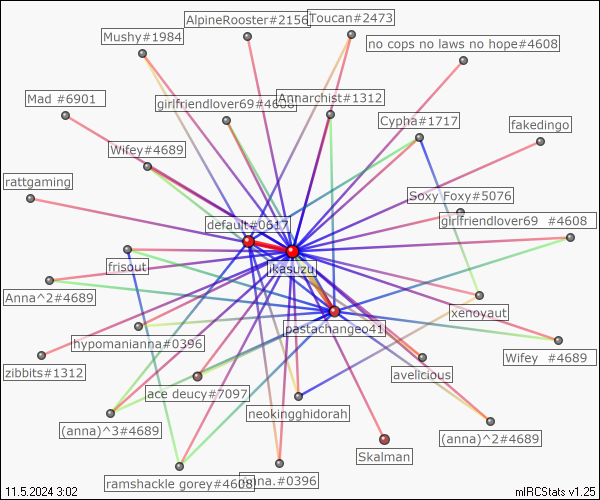 AlpineRooster#2156
Toucan#2473
Mushy#1984
no cops no laws no hope#4608
Mad #6901
girlfriendlover69#4608
Annarchist#1312
Cypha#1717
fakedingo
Wifey#4689
rattgaming
Soxy Foxy#5076
default#0617
girlfriendlover69 #4608
frisout
ikasuzu
Anna^2#4689
xenoyaut
pastachangeo41
hypomanianna#0396
Wifey #4689
zibbits#1312
avelicious
ace deucy#7097
neokingghidorah
(anna)^3#4689
(anna)^2#4689
Skalman
ramshackle gorey#4608
anna.#0396
11.5.2024 3:02
mIRCStats v1.25